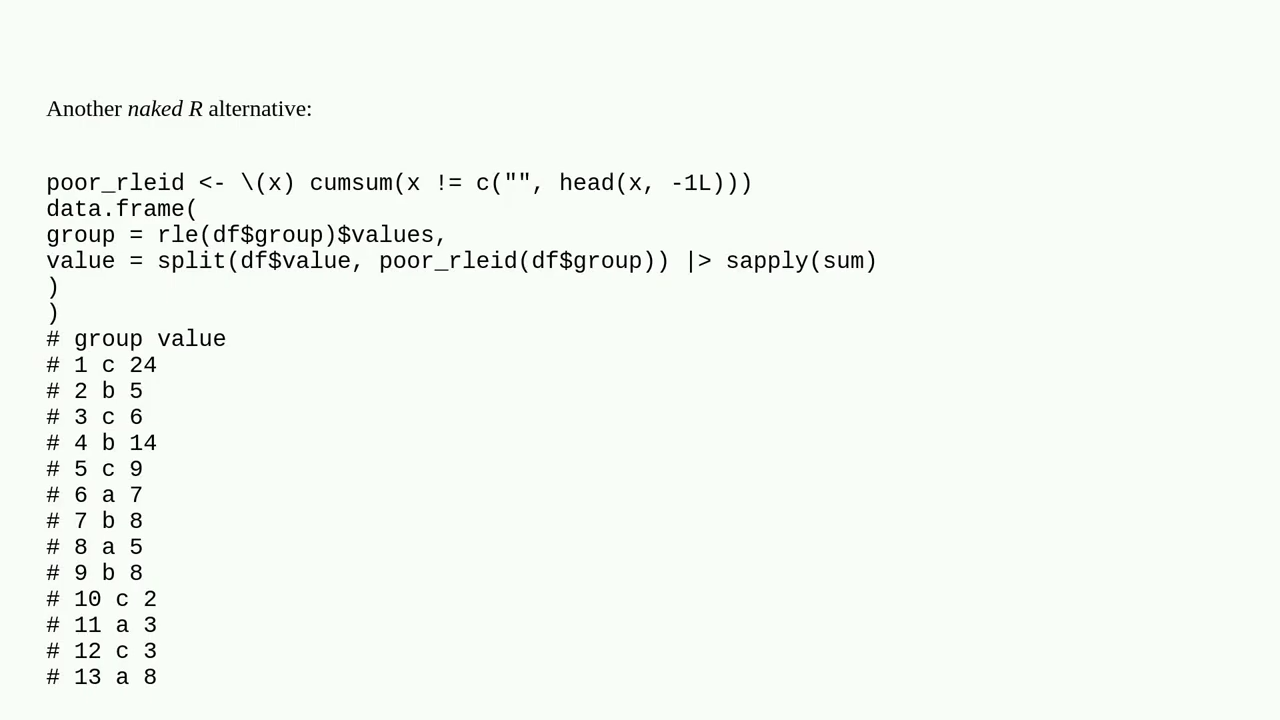 Another naked R alternative:
poor_rleid <- \(x) cumsum(x != c("", head(x, -1L)))
data.frame(
group = rle(df$group)$values,
value = split(df$value, poor_rleid(df$group)) |> sapply(sum)
)
)
# group value
# 1 c 24
# 2 b 5
# 3 c 6
# 4 b 14
# 5 c 9
# 6 a 7
# 7 b 8
# 8 a 5
# 9 b 8
# 10 c 2
# 11 a 3
# 12 c 3
# 13 a 8